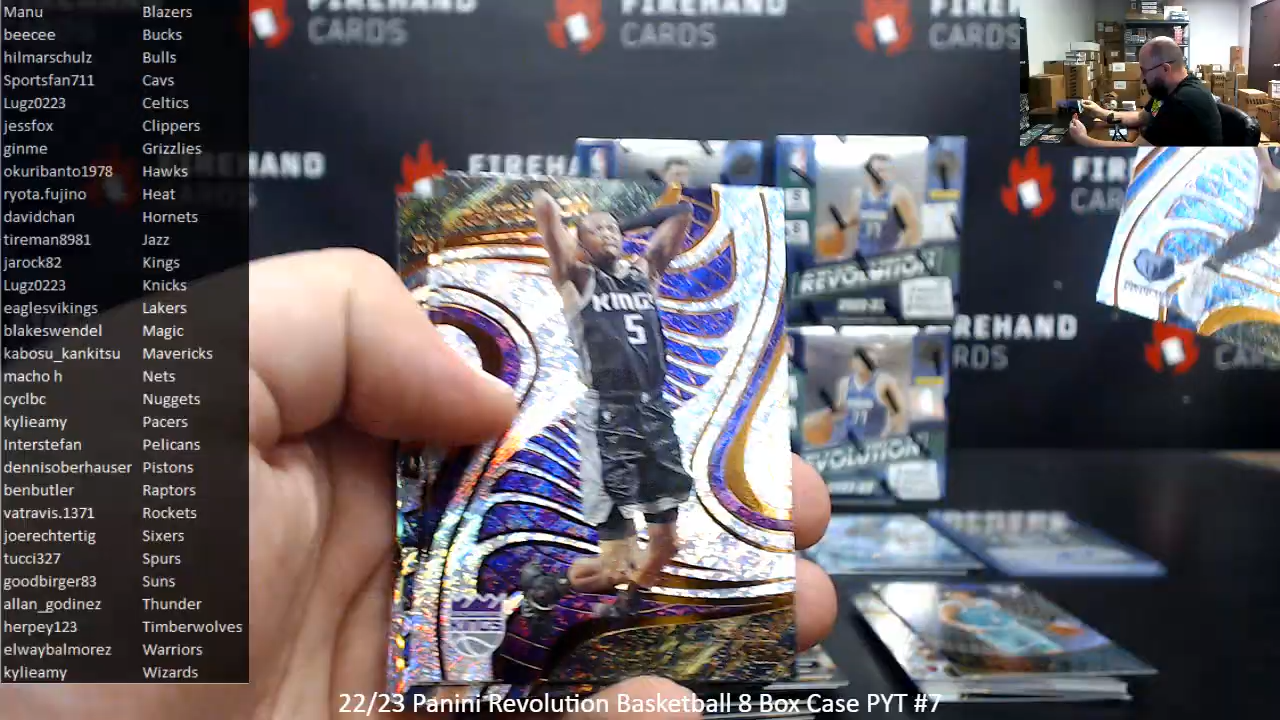 Manu Blazers
beecee Bucks
hilmarschulz Bulls
Sportsfan711 Cavs
Lugz0223 Celtics
jessfox Clippers
ginme Grizzlies
okuribanto1978 Hawks
ryota.fujino Heat
davidchan Hornets
tireman8981 Jazz
jarock82 Kings
Lugz0223 Knicks
eaglesvikings Lakers
blakeswendel Magic
kabosu_kankitsu Mavericks
macho h Nets
cyclbc Nuggets
kylieamy Pacers
Interstefan Pelicans
dennisoberhauser Pistons
benbutler Raptors
vatravis.1371 Rockets
joerechtertig Sixers
tucci327 Spurs
goodbirger83 Suns
allan_godinez Thunder
herpey123 Timberwolves
elwaybalmorez Warriors
kylieamy Wizards
FIREHAND CARDS
FIREHAND CARDS
FIREHAND
FIREHAND
KINGS
5
KINGS
REVOLUTION
REVOLUTION
FIREHAND
22/23 Panini Revolution Basketball 8 Box Case PYT #7